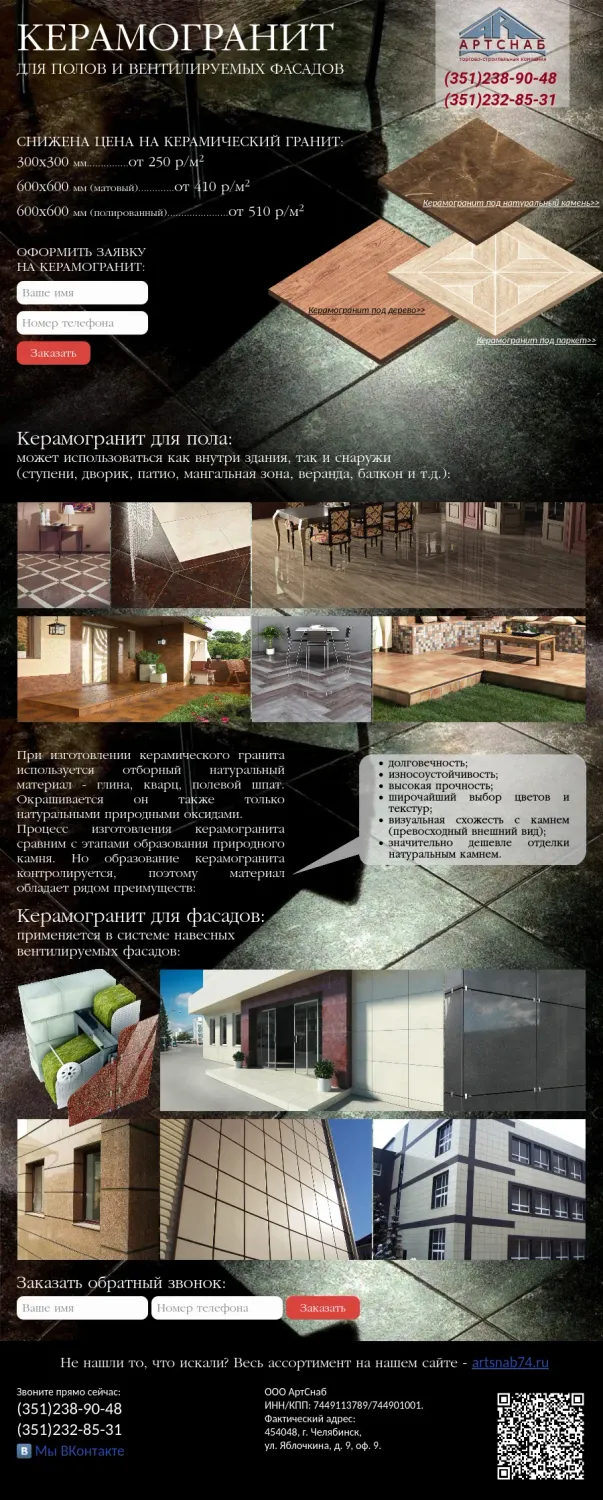 КЕРАМОГРАНИТ
ДЛЯ ПОЛОВ И ВЕНТИЛИРУЕМЫХ ФАСАДОВ
АРТСНАБ
торгово-строительная компания
(351)238-90-48
(351)232-85-31
СНИЖЕНА ЦЕНА НА КЕРАМИЧЕСКИЙ ГРАНИТ:
300х300 мм..............от 250 р/м²
600х600 мм (матовый)............от 410 р/м²
600х600 мм (полированный).....................от 510 р/м²
Керамогранит под натуральный камень>>
ОФОРМИТЬ ЗАЯВКУ
НА КЕРАМОГРАНИТ:
Ваше имя
Номер телефона
Заказать
Керамогранит под дерево>>
Керамогранит под паркет>>
Керамогранит для пола:
может использоваться как внутри здания, так и снаружи
(ступени, дворик, патио, мангальная зона, веранда, балкон и т.д.):
При изготовлении керамического гранита
используется отборный натуральный
материал - глина, кварц, полевой шпат.
Окрашивается он также только
натуральными природными оксидами.
Процесс изготовления керамогранита
сравним с этапами образования природного
камня. Но образование керамогранита
контролируется, поэтому материал
обладает рядом преимуществ:
• долговечность;
• износоустойчивость;
• высокая прочность;
• широчайший выбор цветов и
текстур;
• визуальная схожесть с камнем
(превосходный внешний вид);
• значительно дешевле отделки
натуральным камнем.
Керамогранит для фасадов:
применяется в системе навесных
вентилируемых фасадов:
Заказать обратный звонок:
Ваше имя
Номер телефона
Заказать
Не нашли то, что искали? Весь ассортимент на нашем сайте - artsnab74.ru
Звоните прямо сейчас:
(351)238-90-48
(351)232-85-31
В Мы ВКонтакте
ООО АртСнаб
ИНН/КПП: 7449113789/744901001.
Фактический адрес:
454048, г. Челябинск,
ул. Яблочкина, д. 9, оф. 9.